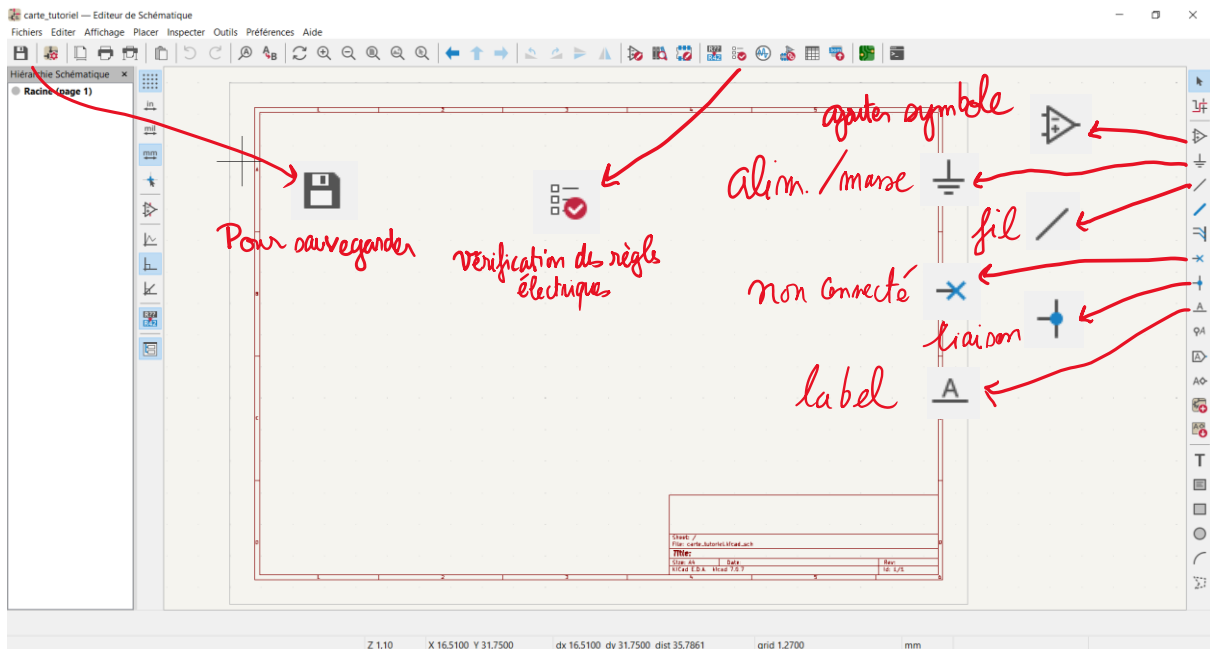 carte_tutoriel — Editeur de Schématique
Fichiers Editer Affichage Placer Inspecter Outils Préférences Aide
Hiérarchie Schématique ×
Racine (page 1)
in
mil
mm
ajouter symbole
alim. / masse
fil
Pour sauvegarder
vérification des règles
électriques
non connecté
liaison
label
A
Sheet: /
File: carte_tutoriel.kicad_sch
Title:
Size: A4 Date: Rev:
KiCad E.D.A. kicad 7.0.7 Id: 1/1
T
Z 1,10 X 16,5100 Y 31,7500 dx 16,5100 dy 31,7500 dist 35,7861 grid 1,2700 mm